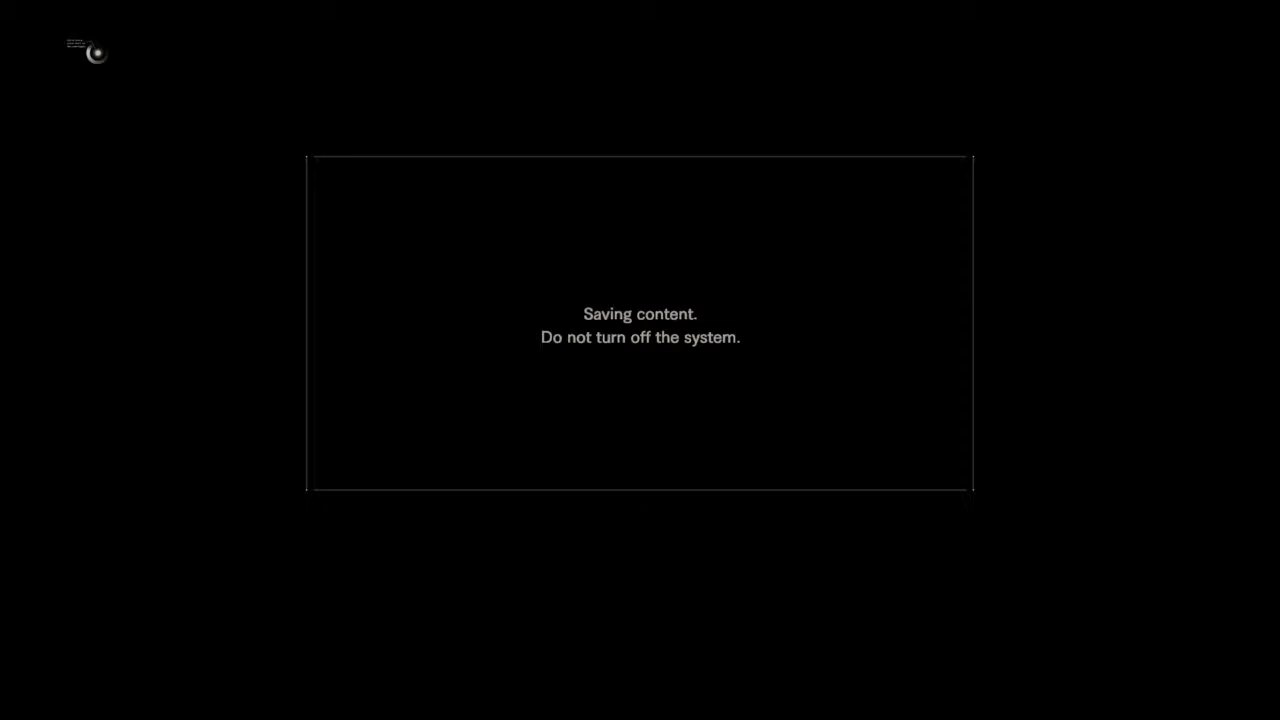 Saving content.
Do not turn off the system.